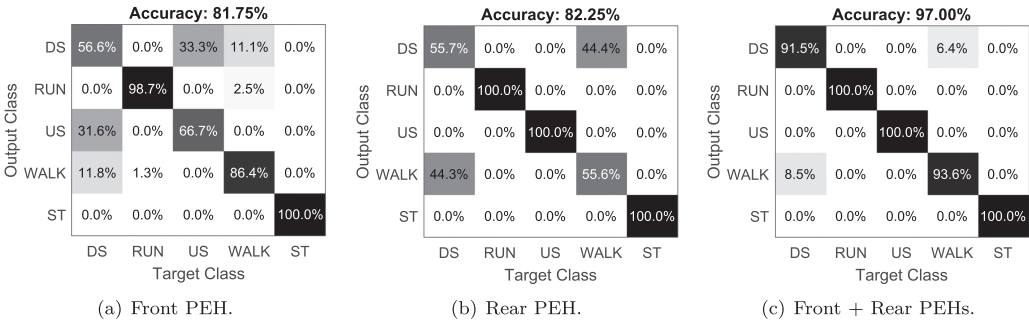 Accuracy: 81.75%
DS 56.6% 0.0% 33.3% 11.1% 0.0%
RUN 0.0% 98.7% 0.0% 2.5% 0.0%
US 31.6% 0.0% 66.7% 0.0% 0.0%
WALK 11.8% 1.3% 0.0% 86.4% 0.0%
ST 0.0% 0.0% 0.0% 0.0% 100.0%
DS RUN US WALK ST
Output Class
Target Class
(a) Front PEH.
Accuracy: 82.25%
DS 55.7% 0.0% 0.0% 44.4% 0.0%
RUN 0.0% 100.0% 0.0% 0.0% 0.0%
US 0.0% 0.0% 100.0% 0.0% 0.0%
WALK 44.3% 0.0% 0.0% 55.6% 0.0%
ST 0.0% 0.0% 0.0% 0.0% 100.0%
DS RUN US WALK ST
Output Class
Target Class
(b) Rear PEH.
Accuracy: 97.00%
DS 91.5% 0.0% 0.0% 6.4% 0.0%
RUN 0.0% 100.0% 0.0% 0.0% 0.0%
US 0.0% 0.0% 100.0% 0.0% 0.0%
WALK 8.5% 0.0% 0.0% 93.6% 0.0%
ST 0.0% 0.0% 0.0% 0.0% 100.0%
DS RUN US WALK ST
Output Class
Target Class
(c) Front + Rear PEHs.